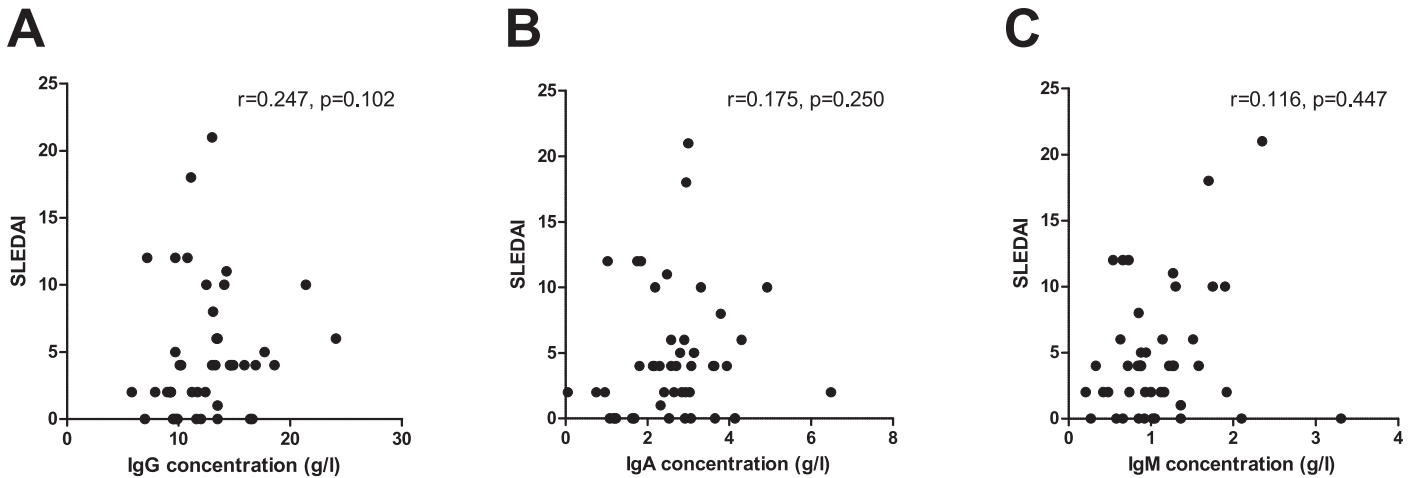 A
B
C
r=0.247, p=0.102
r=0.175, p=0.250
r=0.116, p=0.447
SLEDAI
25
20
15
10
5
0
0
10
20
30
IgG concentration (g/l)
SLEDAI
25
20
15
10
5
0
0
2
4
6
8
IgA concentration (g/l)
SLEDAI
25
20
15
10
5
0
0
1
2
3
4
IgM concentration (g/l)